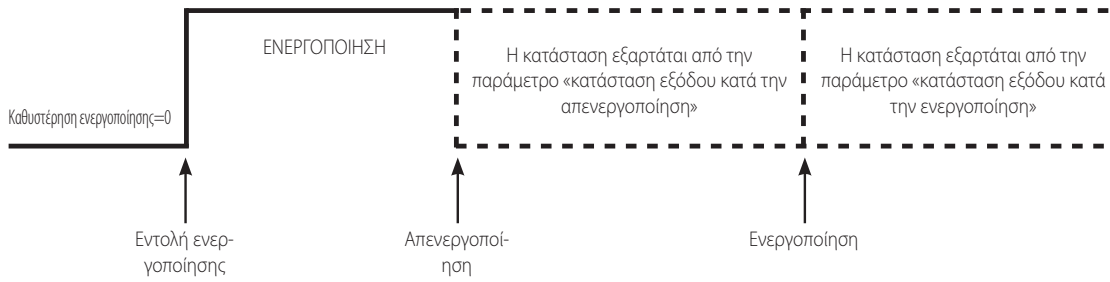 ΕΝΕΡΓΟΠΟΙΗΣΗ
Η κατάσταση εξαρτάται από την
παράμετρο «κατάσταση εξόδου κατά την
απενεργοποίηση»
Η κατάσταση εξαρτάται από την
παράμετρο «κατάσταση εξόδου κατά
την ενεργοποίηση»
Καθυστέρηση ενεργοποίησης=0
Εντολή ενερ-
γοποίησης
Απενεργοποί-
ηση
Ενεργοποίηση